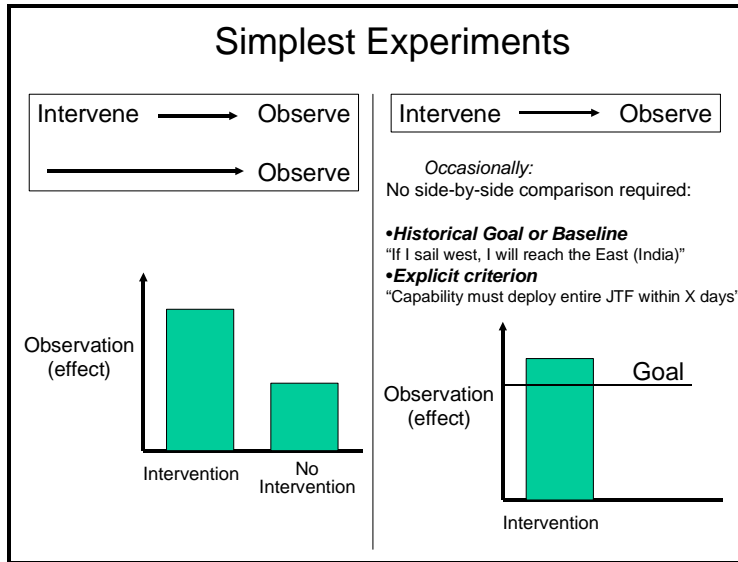 Simplest Experiments
Intervene Observe
Observe
Observation
(effect)
Intervention
No
Intervention
Intervene Observe
Occasionally:
No side-by-side comparison required:
•Historical Goal or Baseline
“If I sail west, I will reach the East (India)”
•Explicit criterion
“Capability must deploy entire JTF within X days”
Goal
Observation
(effect)
Intervention